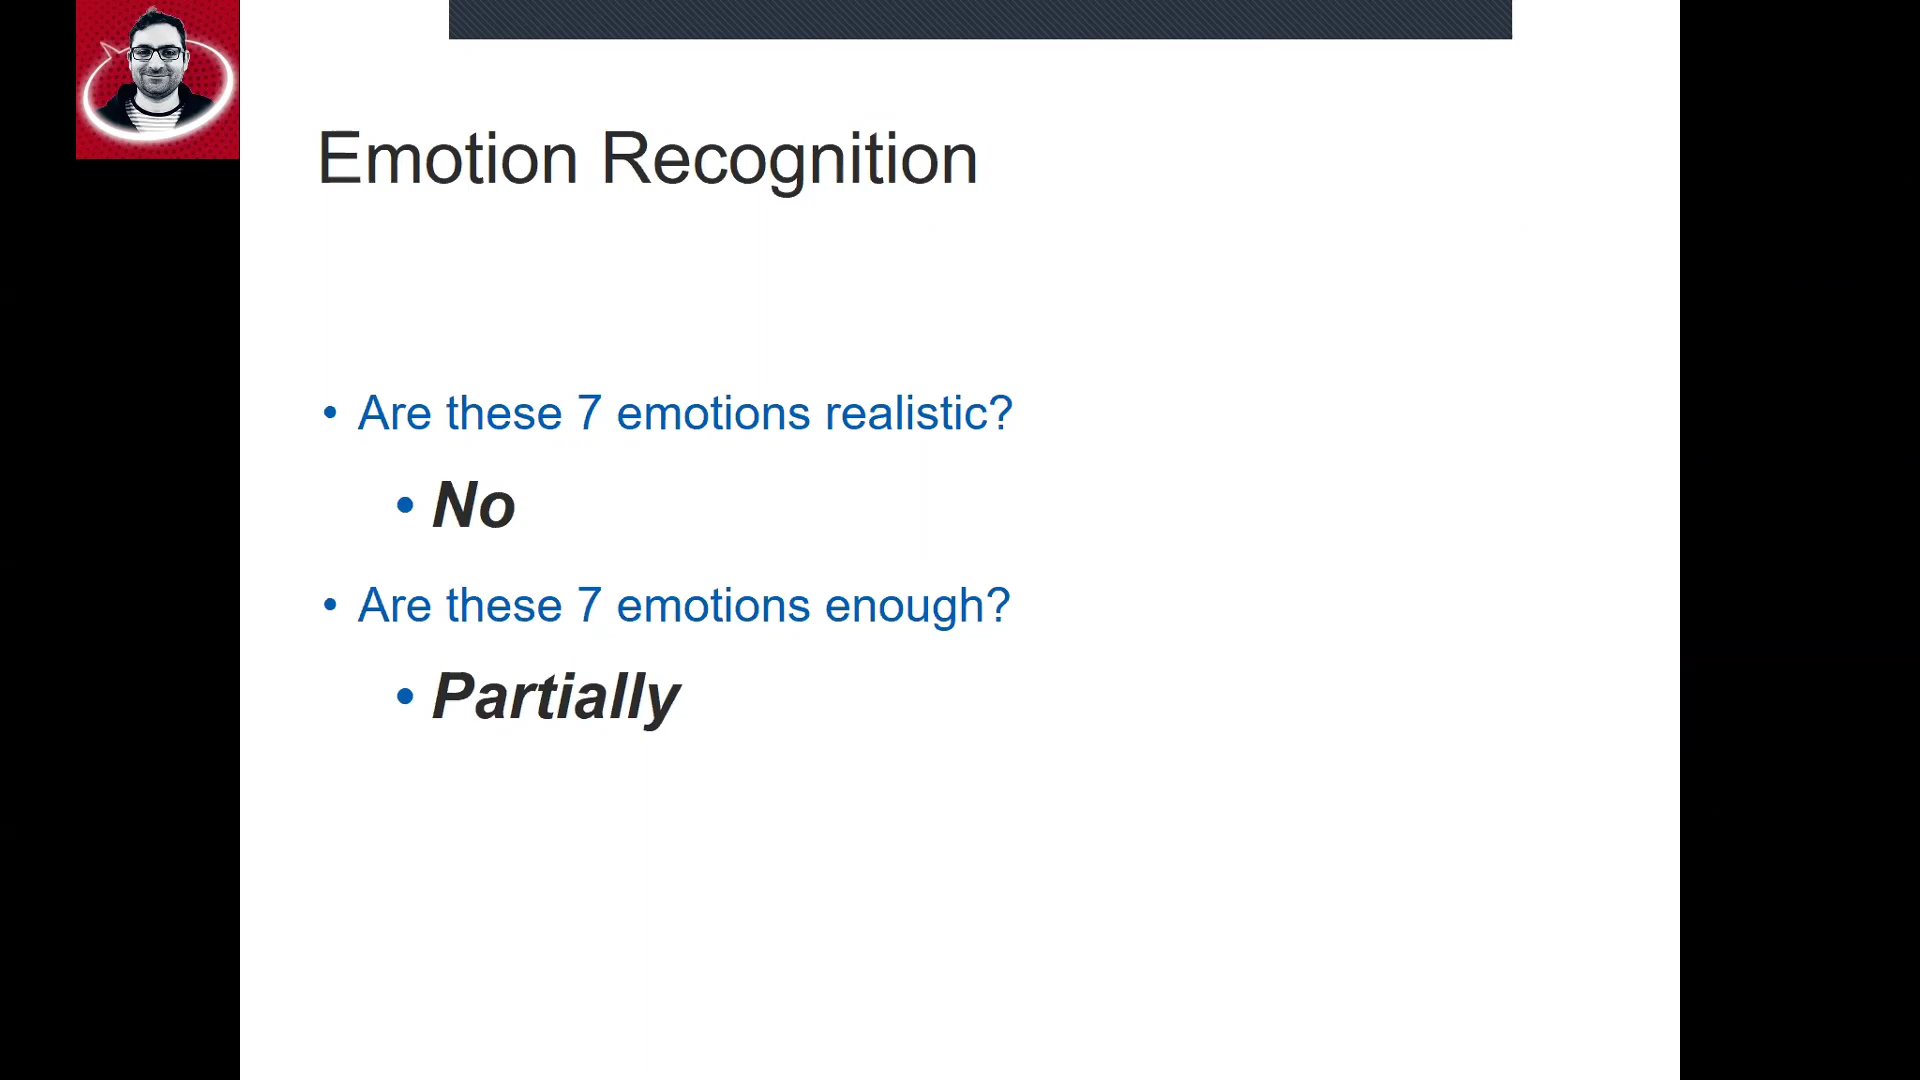 Emotion Recognition
• Are these 7 emotions realistic?
• No
• Are these 7 emotions enough?
• Partially